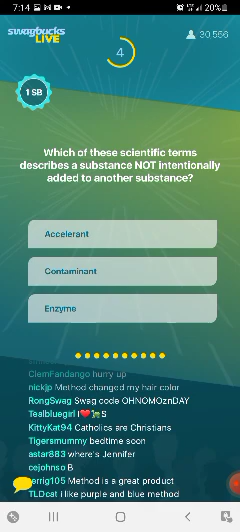 7:14
20%
swagbucks
LIVE
4
30,556
1 SB
Which of these scientific terms
describes a substance NOT intentionally
added to another substance?
Accelerant
Contaminant
Enzyme
ClemFandango hurry up
nickjp Method changed my hair color
RongSwag Swag code OHNOMOznDAY
Tealbluegirl I❤️🐍S
KittyKat94 Catholics are Christians
Tigersmummy bedtime soon
astar883 where's Jennifer
cejohnso B
errig105 Method is a great product
TLDcat i like purple and blue method